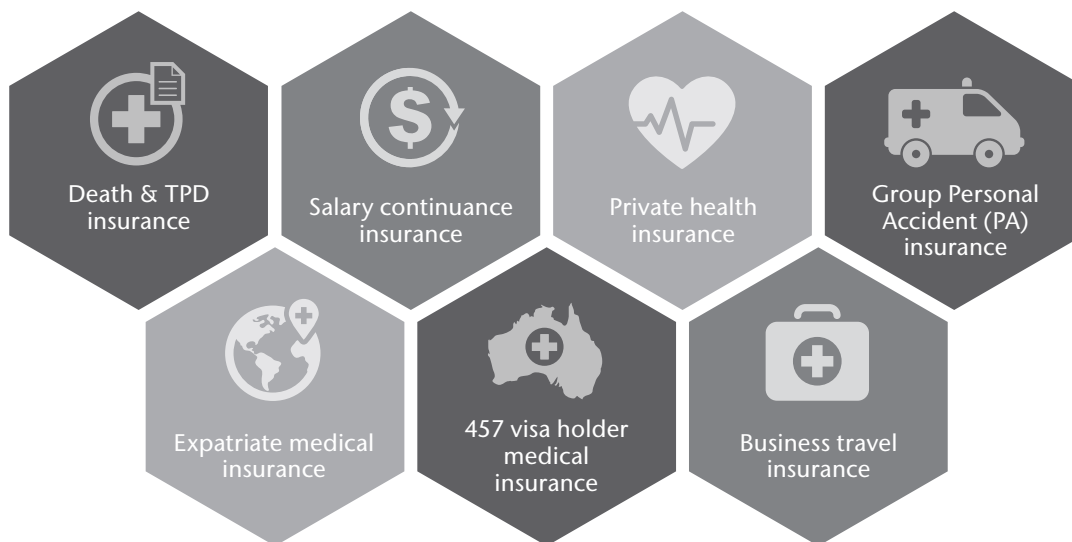 Death & TPD
insurance
Salary continuance
insurance
Private health
insurance
Group Personal
Accident (PA)
insurance
Expatriate medical
insurance
457 visa holder
medical
insurance
Business travel
insurance